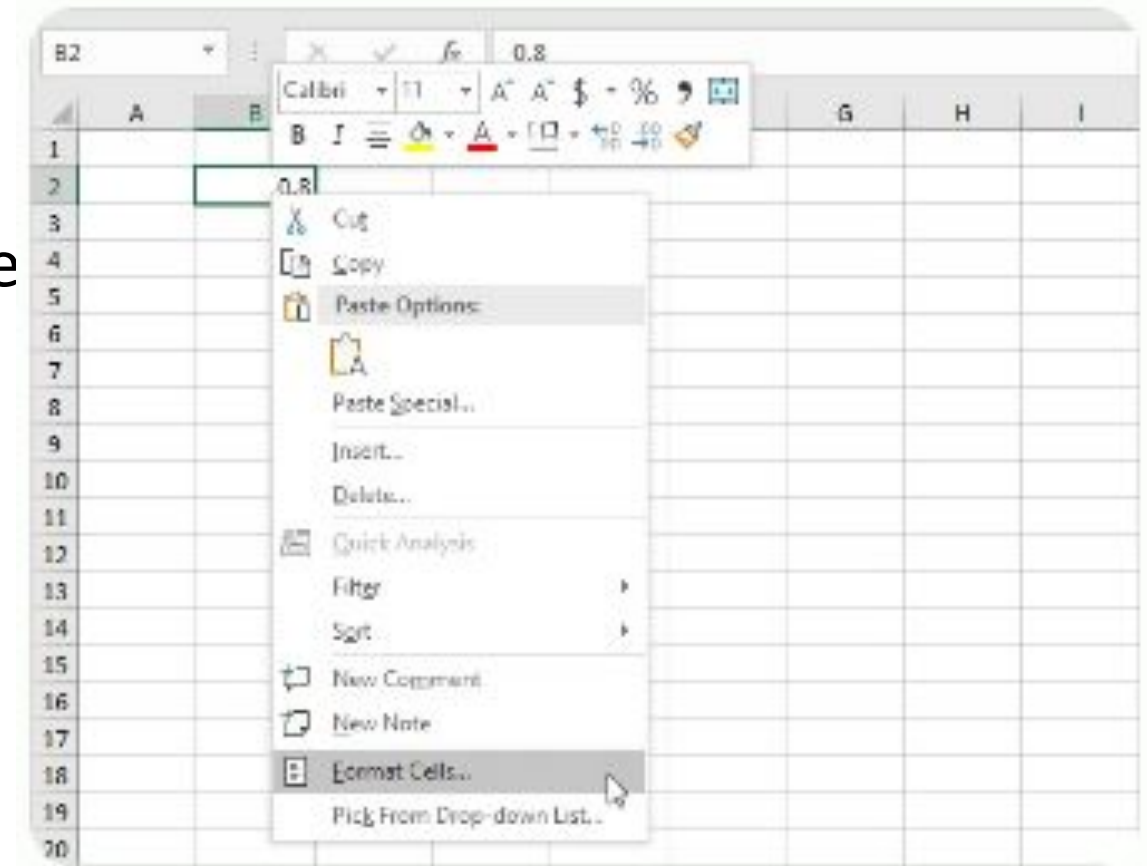 B2 fx 0.8
Calibri 11 A A $ % ,
B I A
A B G H I
1
2 0.8
3
4
5
6
7
8
9
10
11
12
13
14
15
16
17
18
19
20
e
Cut
Copy
Paste Options:
Paste Special...
Insert...
Delete...
Quick Analysis
Filter
Sort
New Comment
New Note
Format Cells...
Pick From Drop-down List...